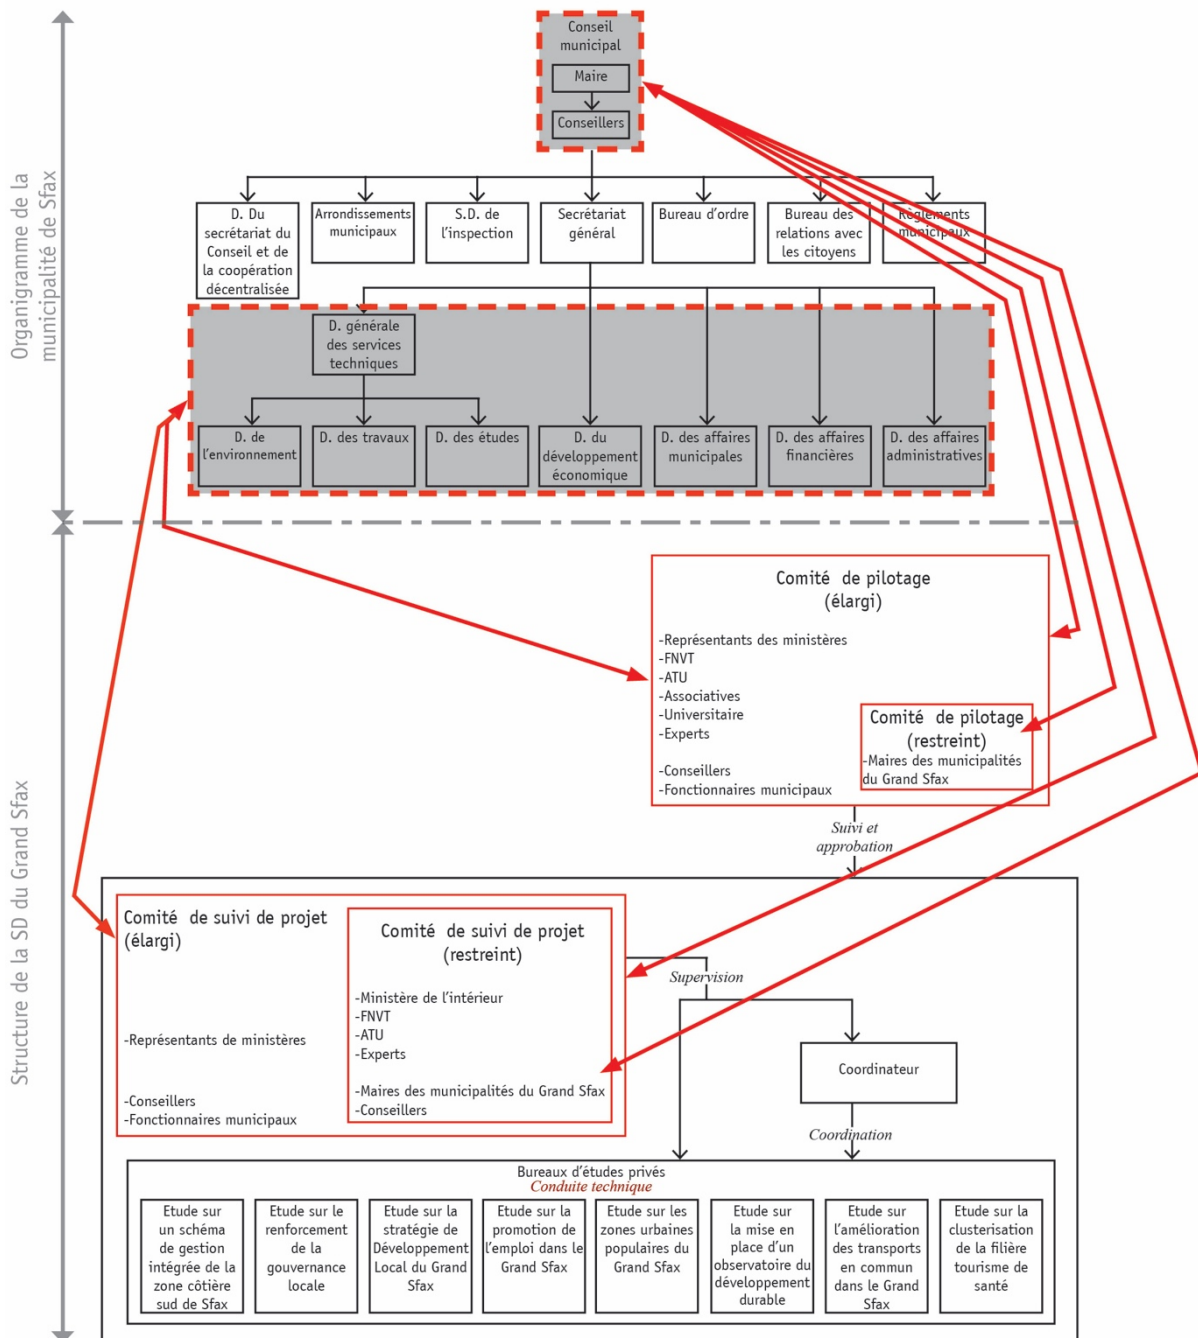 Organigramme de la
municipalité de Sfax
Conseil
municipal
Maire
Conseillers
D. Du
secrétariat du
Conseil et de
la coopération
décentralisée
Arrondissements
municipaux
S.D. de
l'inspection
Secrétariat
général
Bureau d'ordre
Bureau des
relations avec
les citoyens
Règlements
municipaux
D. générale
des services
techniques
D. de
l'environnement
D. des travaux
D. des études
D. du
développement
économique
D. des affaires
municipales
D. des affaires
financières
D. des affaires
administratives
Structure de la SD du Grand Sfax
Comité de pilotage
(élargi)
-Représentants des ministères
-FNVT
-ATU
-Associatives
-Universitaire
-Experts
-Conseillers
-Fonctionnaires municipaux
Comité de pilotage
(restreint)
-Maires des municipalités
du Grand Sfax
Suivi et
approbation
Comité de suivi de projet
(élargi)
-Représentants de ministères
-Conseillers
-Fonctionnaires municipaux
Comité de suivi de projet
(restreint)
-Ministère de l'intérieur
-FNVT
-ATU
-Experts
-Maires des municipalités du Grand Sfax
-Conseillers
Supervision
Coordinateur
Coordination
Bureaux d'études privés
Conduite technique
Etude sur
un schéma
de gestion
intégrée de la
zone côtière
sud de Sfax
Etude sur le
renforcement
de la
gouvernance
locale
Etude sur la
stratégie de
Développement
Local du Grand
Sfax
Etude sur la
promotion de
l'emploi dans le
Grand Sfax
Etude sur les
zones urbaines
populaires du
Grand Sfax
Etude sur
la mise en
place d'un
observatoire du
développement
durable
Etude sur
l'amélioration
des transports
en commun
dans le Grand
Sfax
Etude sur la
clusterisation
de la filière
tourisme de
santé